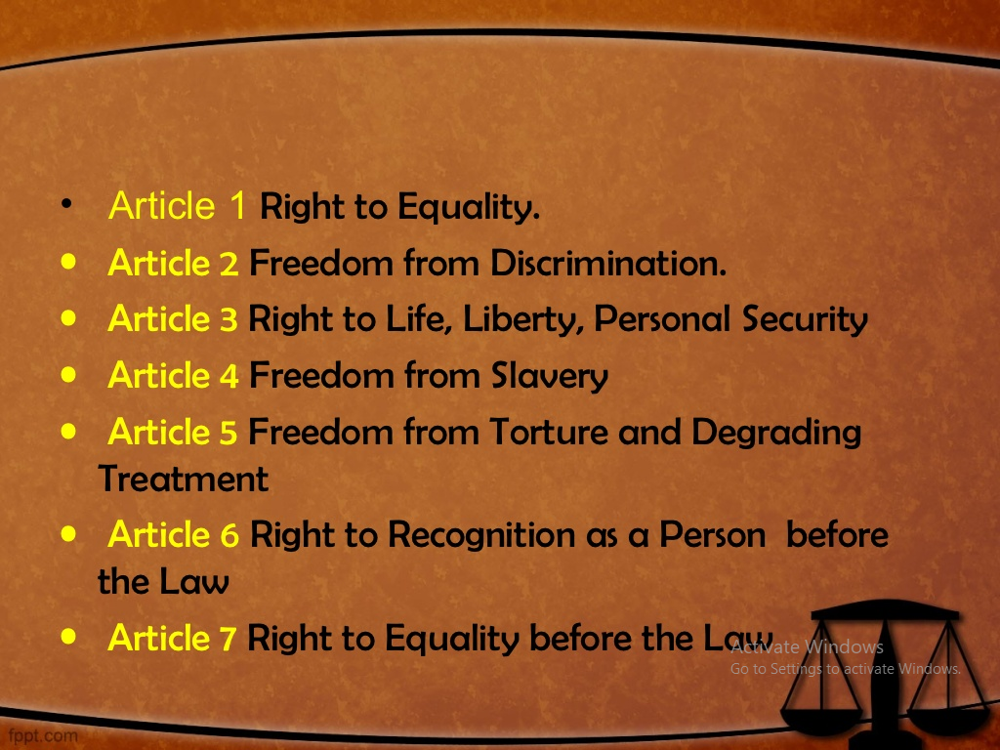 • Article 1 Right to Equality.
• Article 2 Freedom from Discrimination.
• Article 3 Right to Life, Liberty, Personal Security
• Article 4 Freedom from Slavery
• Article 5 Freedom from Torture and Degrading
Treatment
• Article 6 Right to Recognition as a Person  before
the Law
• Article 7 Right to Equality before the Law
Activate Windows
Go to Settings to activate Windows.
fppt.com